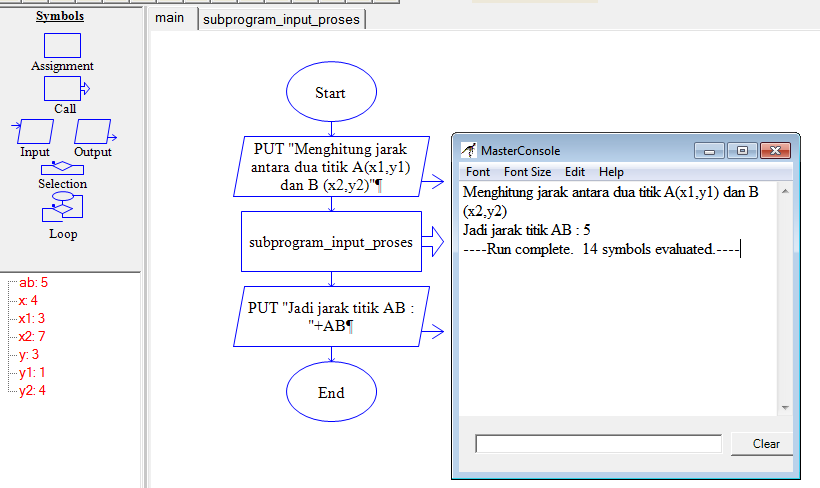 Symbols
Assignment
Call
Input
Output
Selection
Loop
ab: 5
x: 4
x1: 3
x2: 7
y: 3
y1: 1
y2: 4
main
subprogram_input_proses
Start
PUT "Menghitung jarak
antara dua titik A(x1,y1)
dan B (x2,y2)"¶
subprogram_input_proses
PUT "Jadi jarak titik AB :
"+AB¶
End
MasterConsole
Font
Font Size
Edit
Help
Menghitung jarak antara dua titik A(x1,y1) dan B
(x2,y2)
Jadi jarak titik AB : 5
----Run complete.  14 symbols evaluated.----
Clear